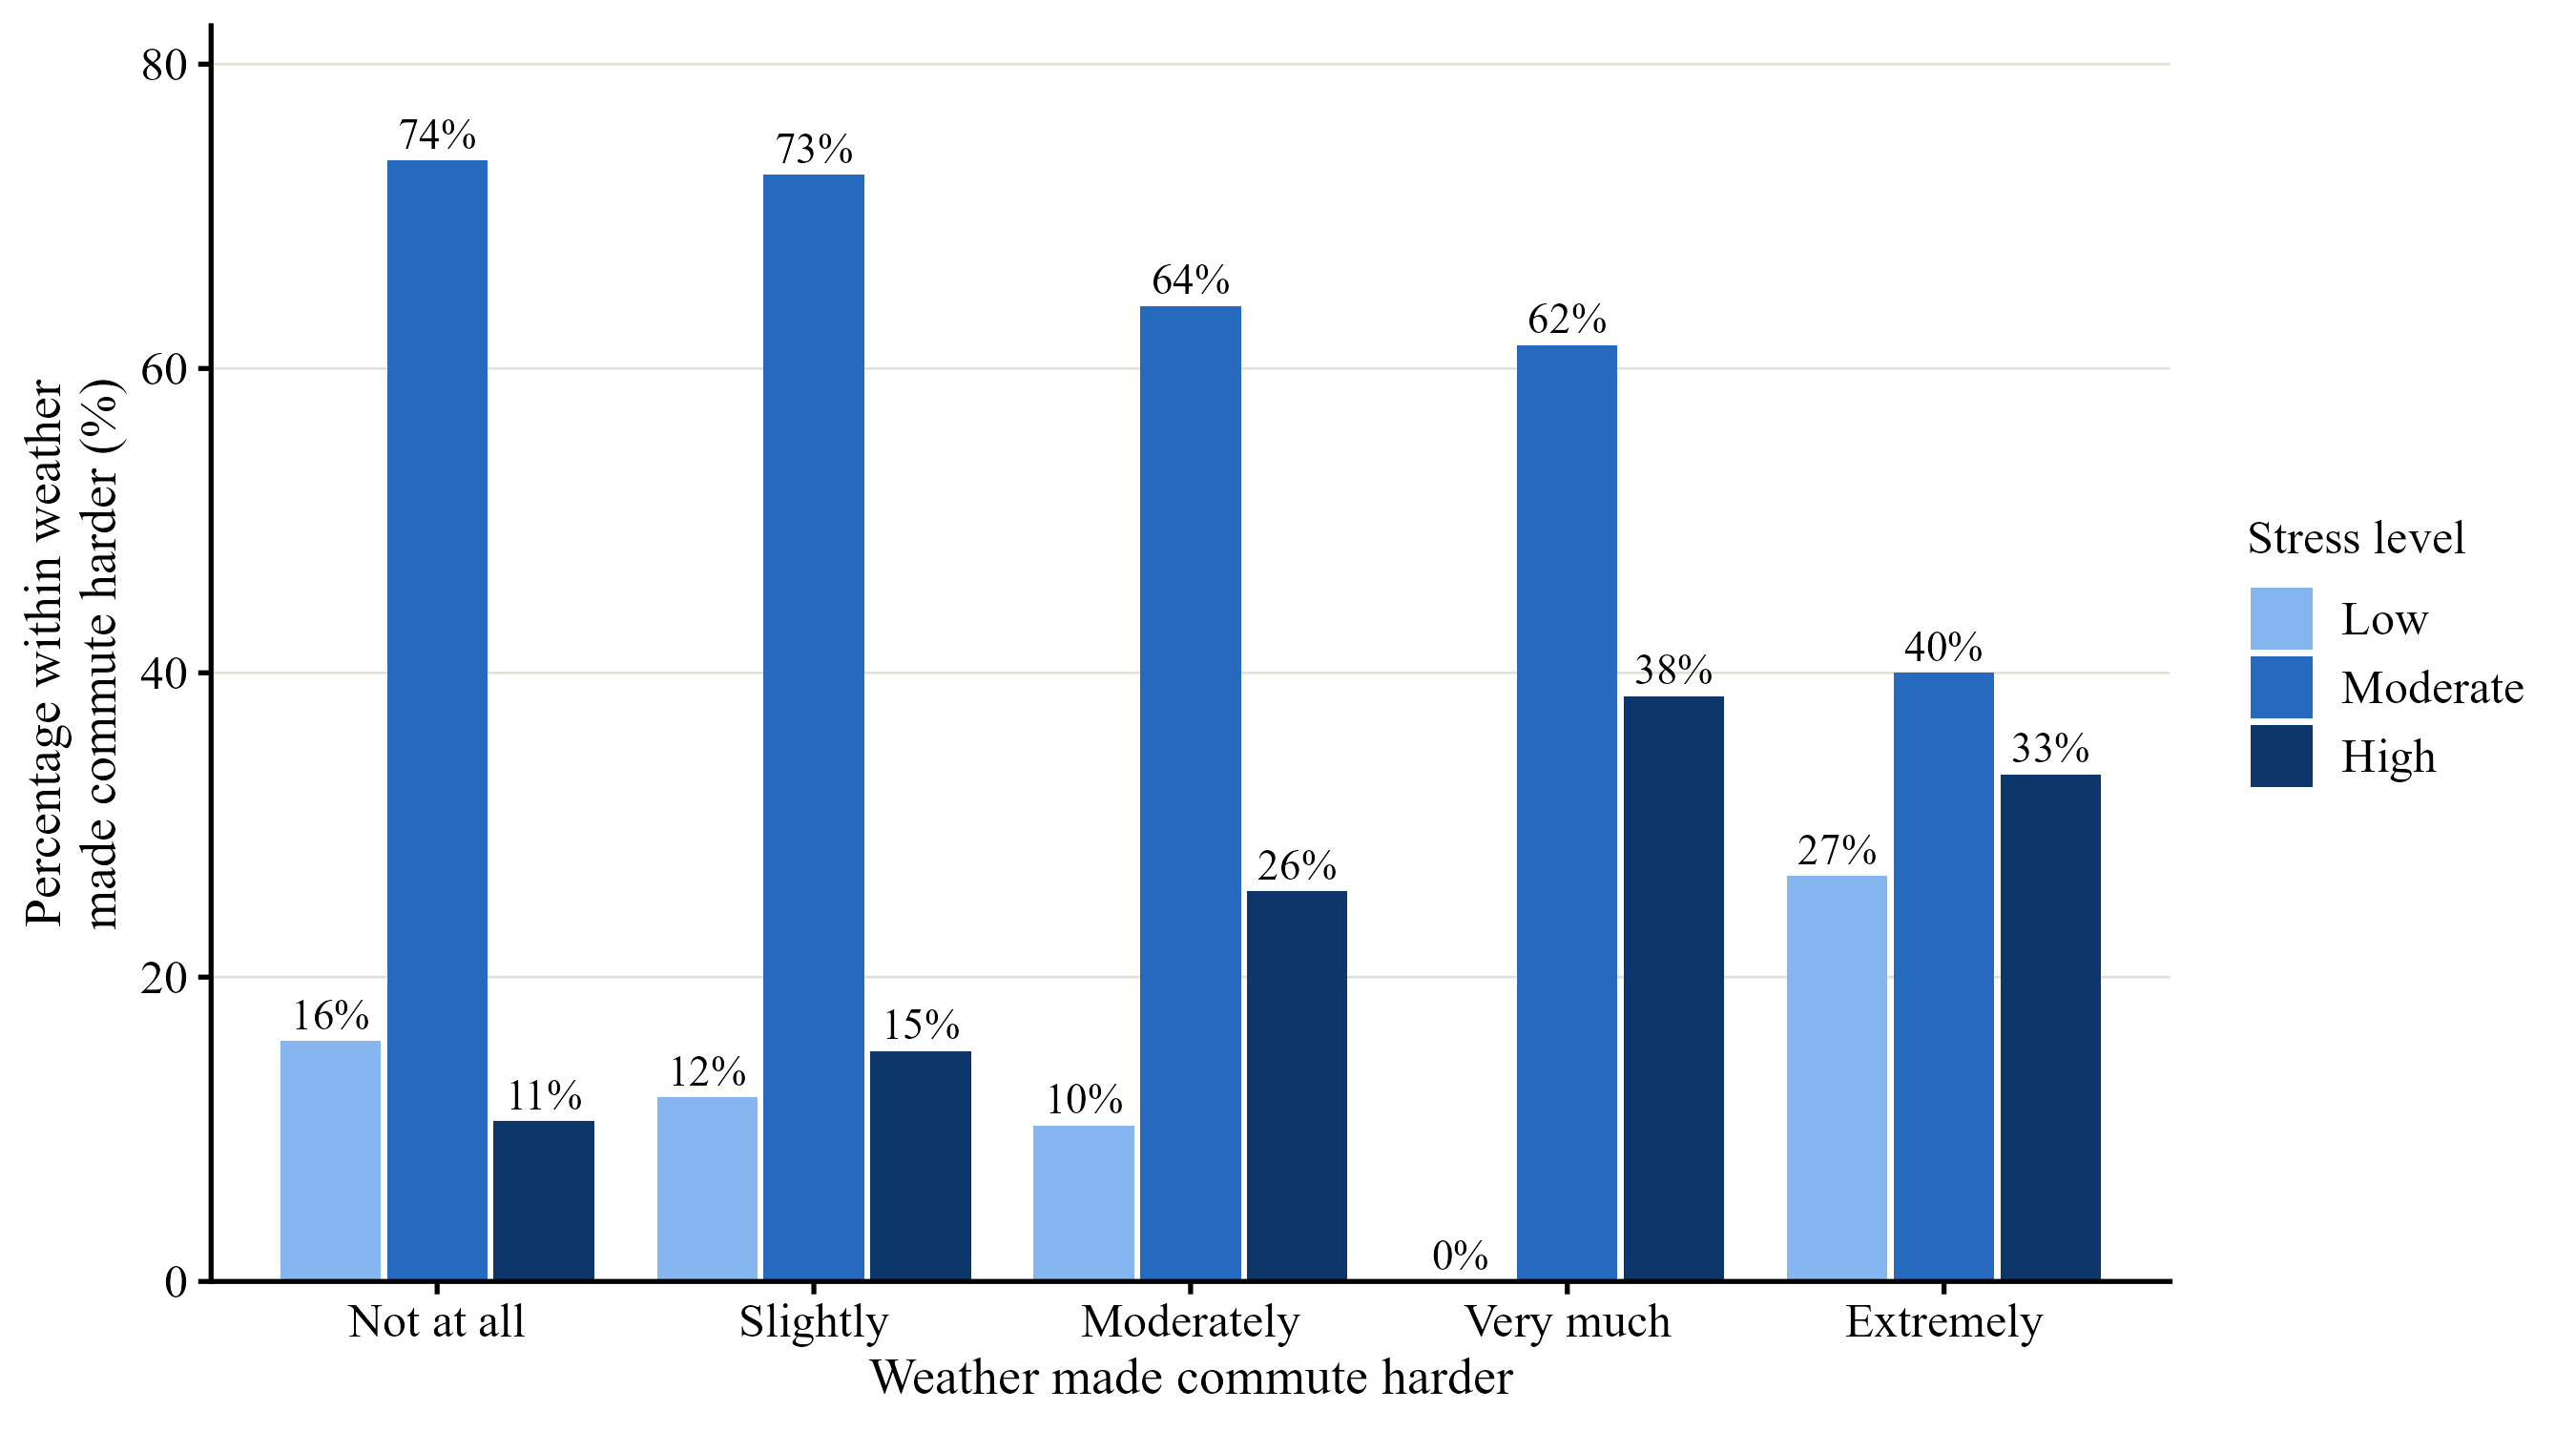 Percentage within weather
made commute harder (%)
80
60
40
20
0
16%
74%
11%
12%
73%
15%
10%
64%
26%
0%
62%
38%
27%
40%
33%
Not at all
Slightly
Moderately
Very much
Extremely
Weather made commute harder
Stress level
Low
Moderate
High